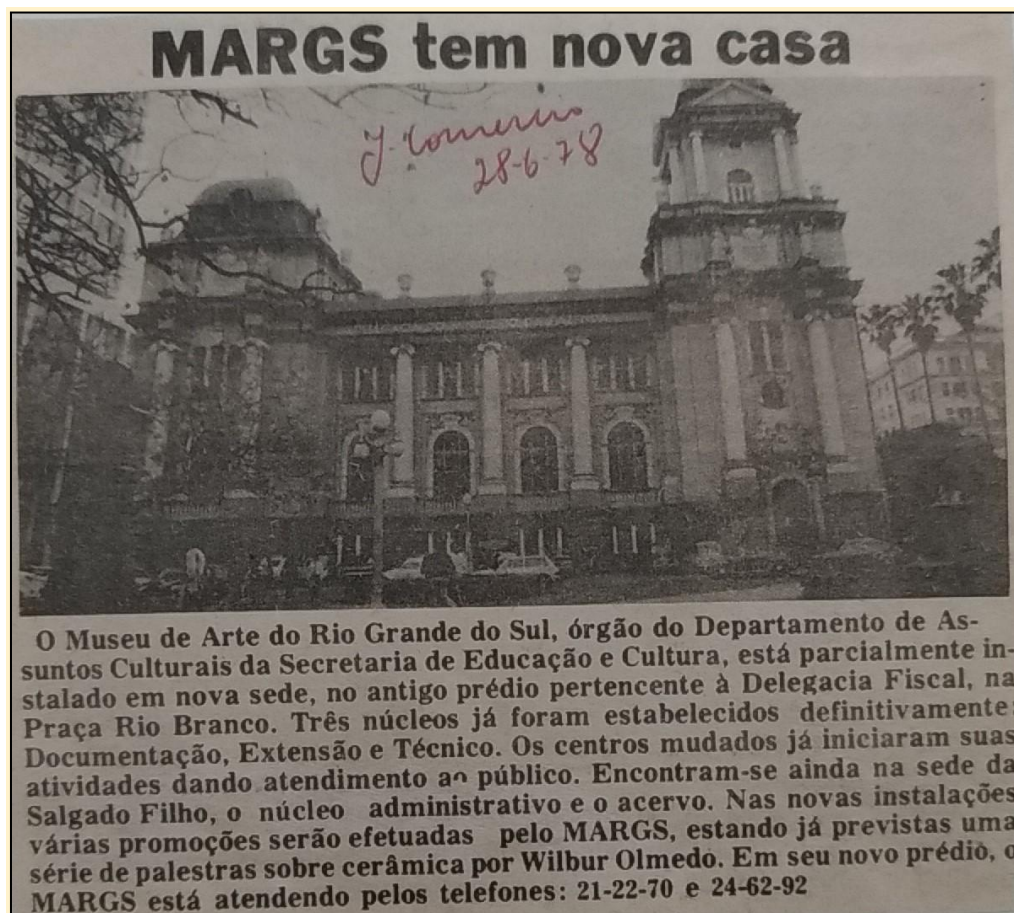 MARGS tem nova casa
J. Comercio
28-6-78
O Museu de Arte do Rio Grande do Sul, órgão do Departamento de As-
suntos Culturais da Secretaria de Educação e Cultura, está parcialmente in-
stalado em nova sede, no antigo prédio pertencente à Delegacia Fiscal, na
Praça Rio Branco. Três núcleos já foram estabelecidos definitivamente:
Documentação, Extensão e Técnico. Os centros mudados já iniciaram suas
atividades dando atendimento ao público. Encontram-se ainda na sede da
Salgado Filho, o núcleo administrativo e o acervo. Nas novas instalações
várias promoções serão efetuadas pelo MARGS, estando já previstas uma
série de palestras sobre cerâmica por Wilbur Olmedo. Em seu novo prédio, o
MARGS está atendendo pelos telefones: 21-22-70 e 24-62-92